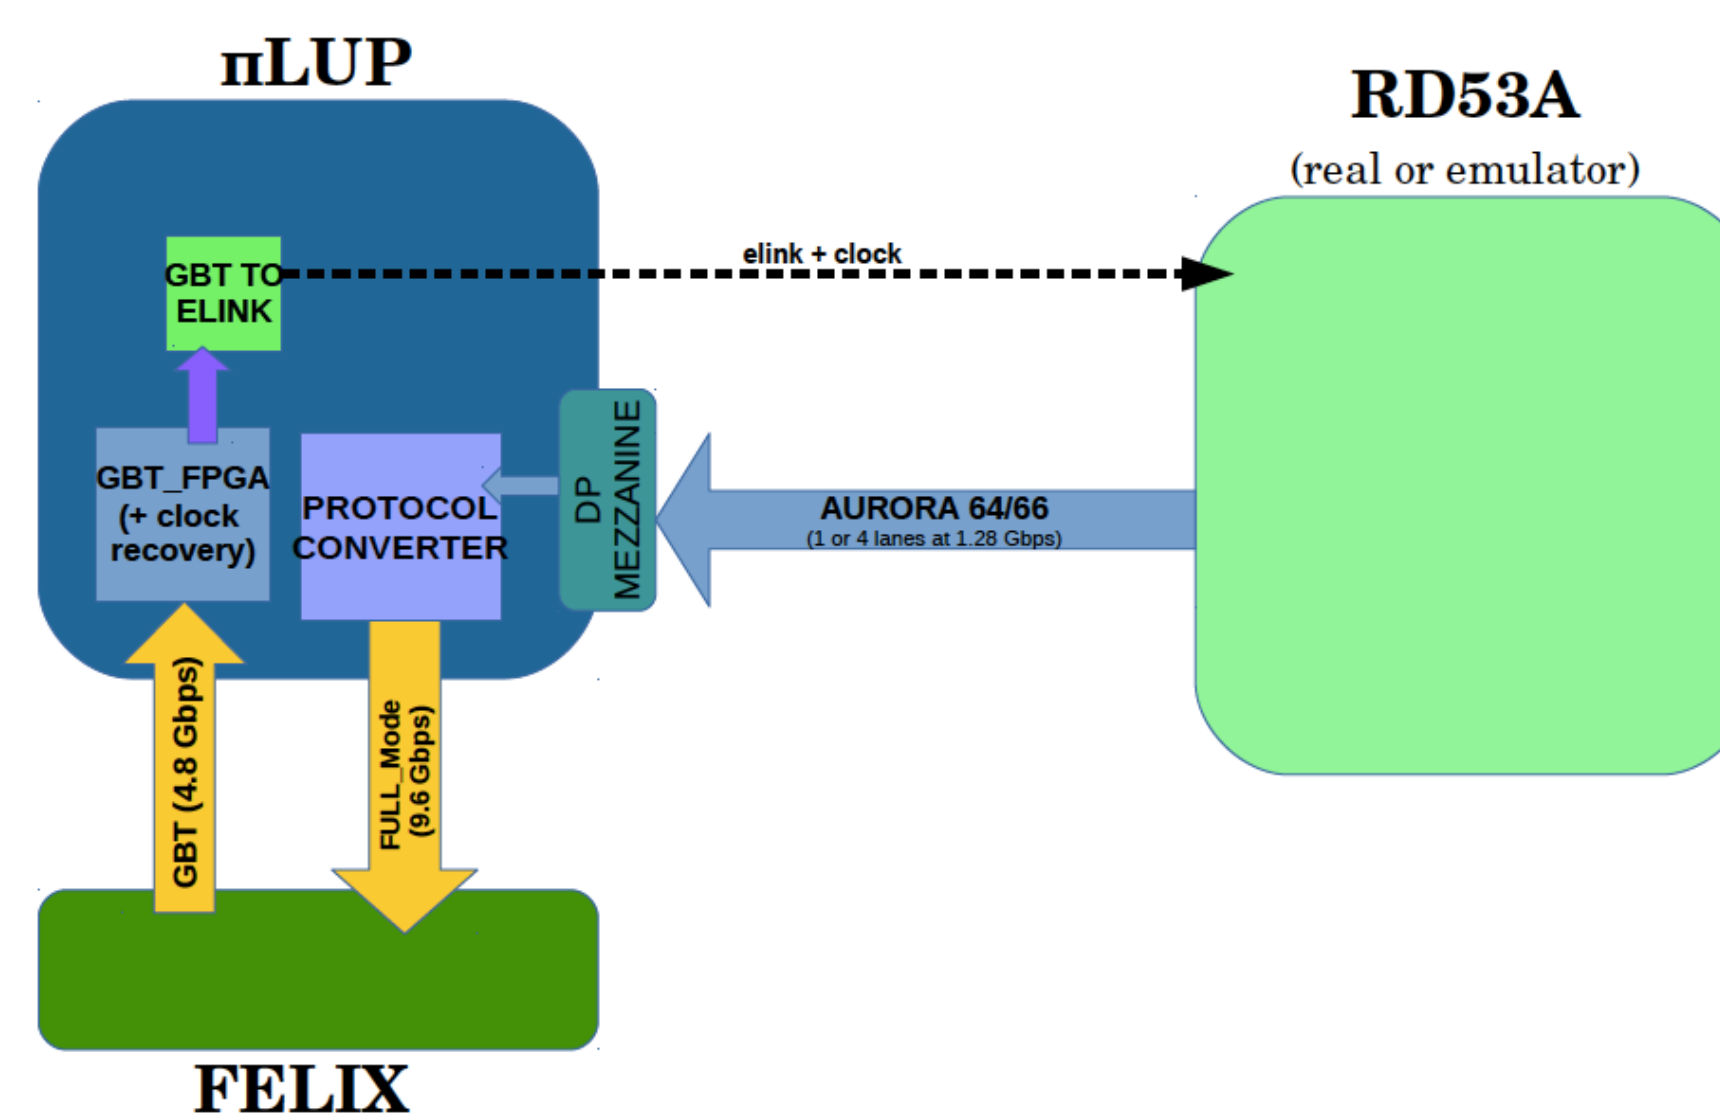 πLUP
RD53A
(real or emulator)
elink + clock
GBT TO
ELINK
GBT_FPGA
(+ clock
recovery)
PROTOCOL
CONVERTER
DP
MEZZANINE
AURORA 64/66
(1 or 4 lanes at 1.28 Gbps)
GBT (4.8 Gbps)
FULL_Mode
(9.6 Gbps)
FELIX